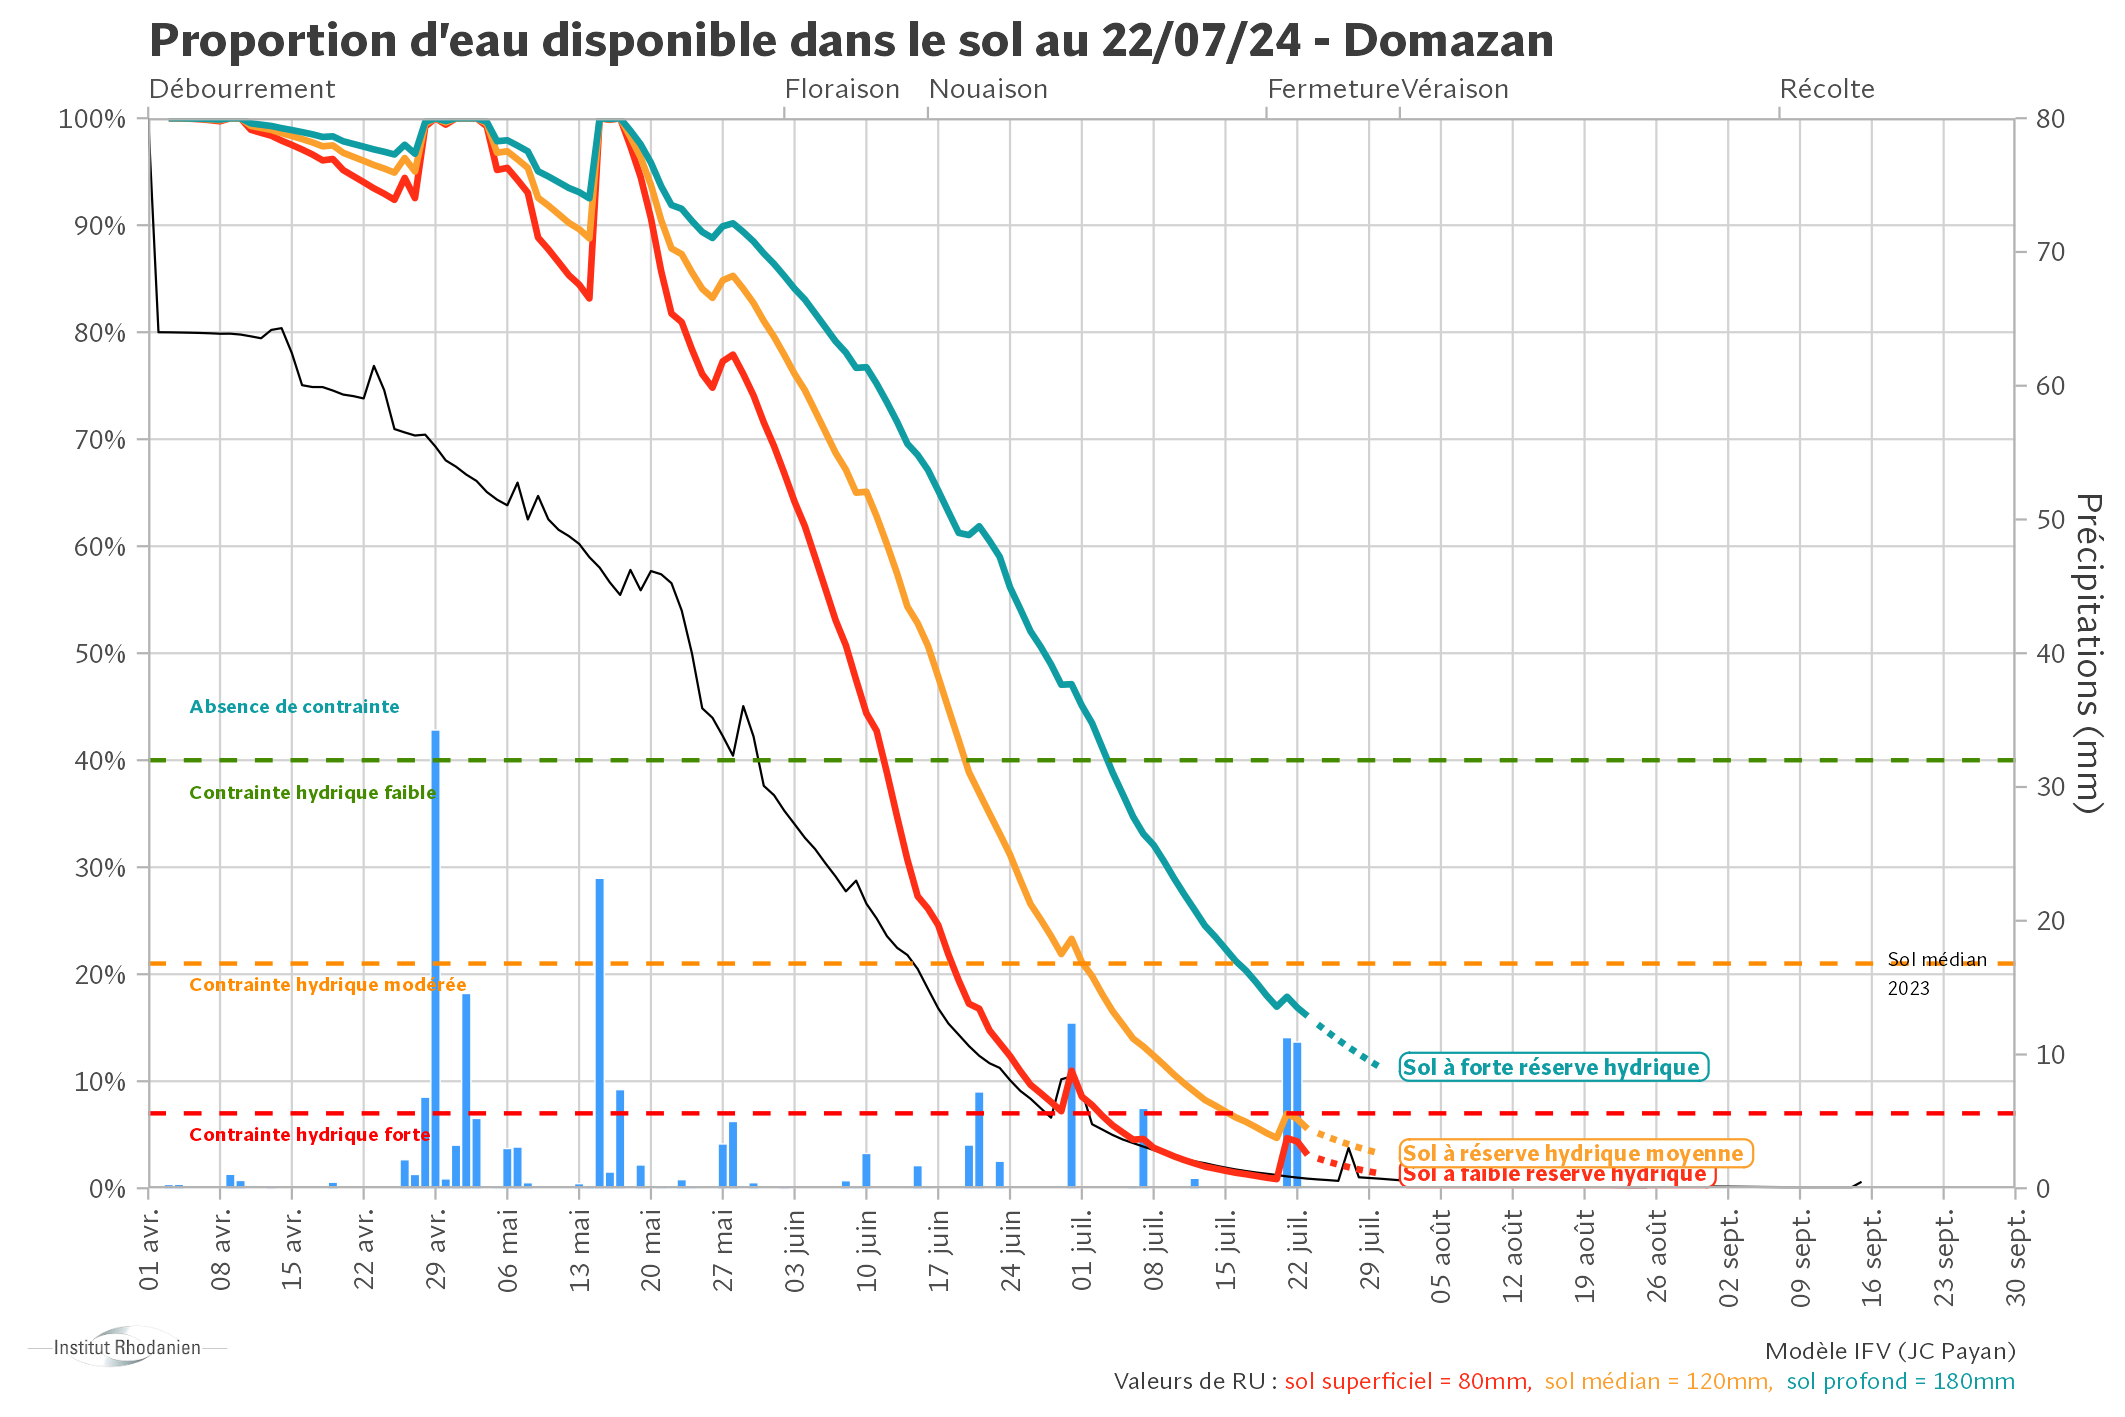 Proportion d'eau disponible dans le sol au 22/07/24 - Domazan
Débourrement Floraison Nouaison Fermeture Véraison Récolte
100% 80
90%
70
80%
60
70%
60% 50
50% 40
Précipitations (mm)
Absence de contrainte
40%
Contrainte hydrique faible 30
30%
20
Sol médian
20%
Contrainte hydrique modérée 2023
Sol à forte réserve hydrique
10% 10
Contrainte hydrique forte
Sol à réserve hydrique moyenne
Sol à faible réserve hydrique
0% 0
01 avr. 08 avr. 15 avr. 22 avr. 29 avr. 06 mai 13 mai 20 mai 27 mai 03 juin 10 juin 17 juin 24 juin 01 juil. 08 juil. 15 juil. 22 juil. 29 juil. 05 août 12 août 19 août 26 août 02 sept. 09 sept. 16 sept. 23 sept. 30 sept.
Institut Rhodanien
Modèle IFV (JC Payan)
Valeurs de RU : sol superficiel = 80mm, sol médian = 120mm, sol profond = 180mm